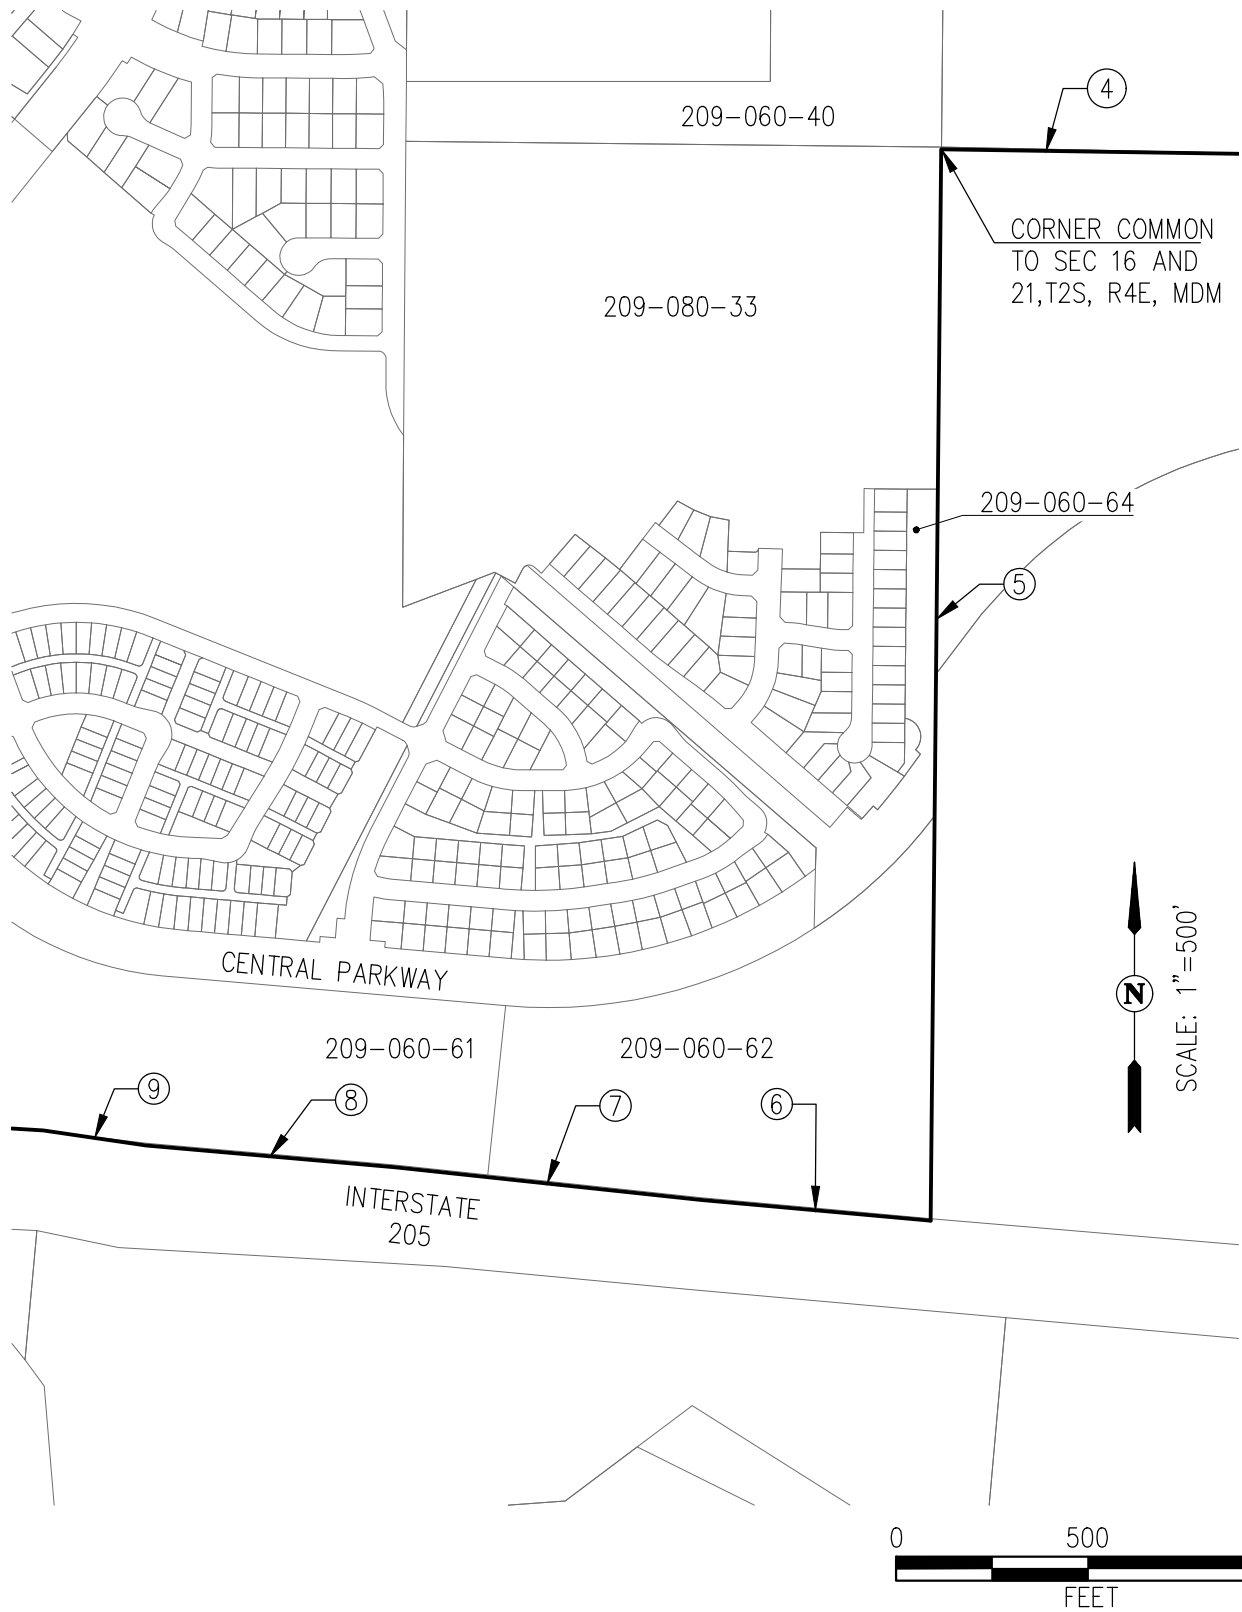 4
209-060-40
CORNER COMMON
TO SEC 16 AND
21,T2S, R4E, MDM
209-080-33
209-060-64
5
CENTRAL PARKWAY
SCALE: 1"=500'
N
209-060-61
209-060-62
9
8
7
6
INTERSTATE
205
0 500
FEET